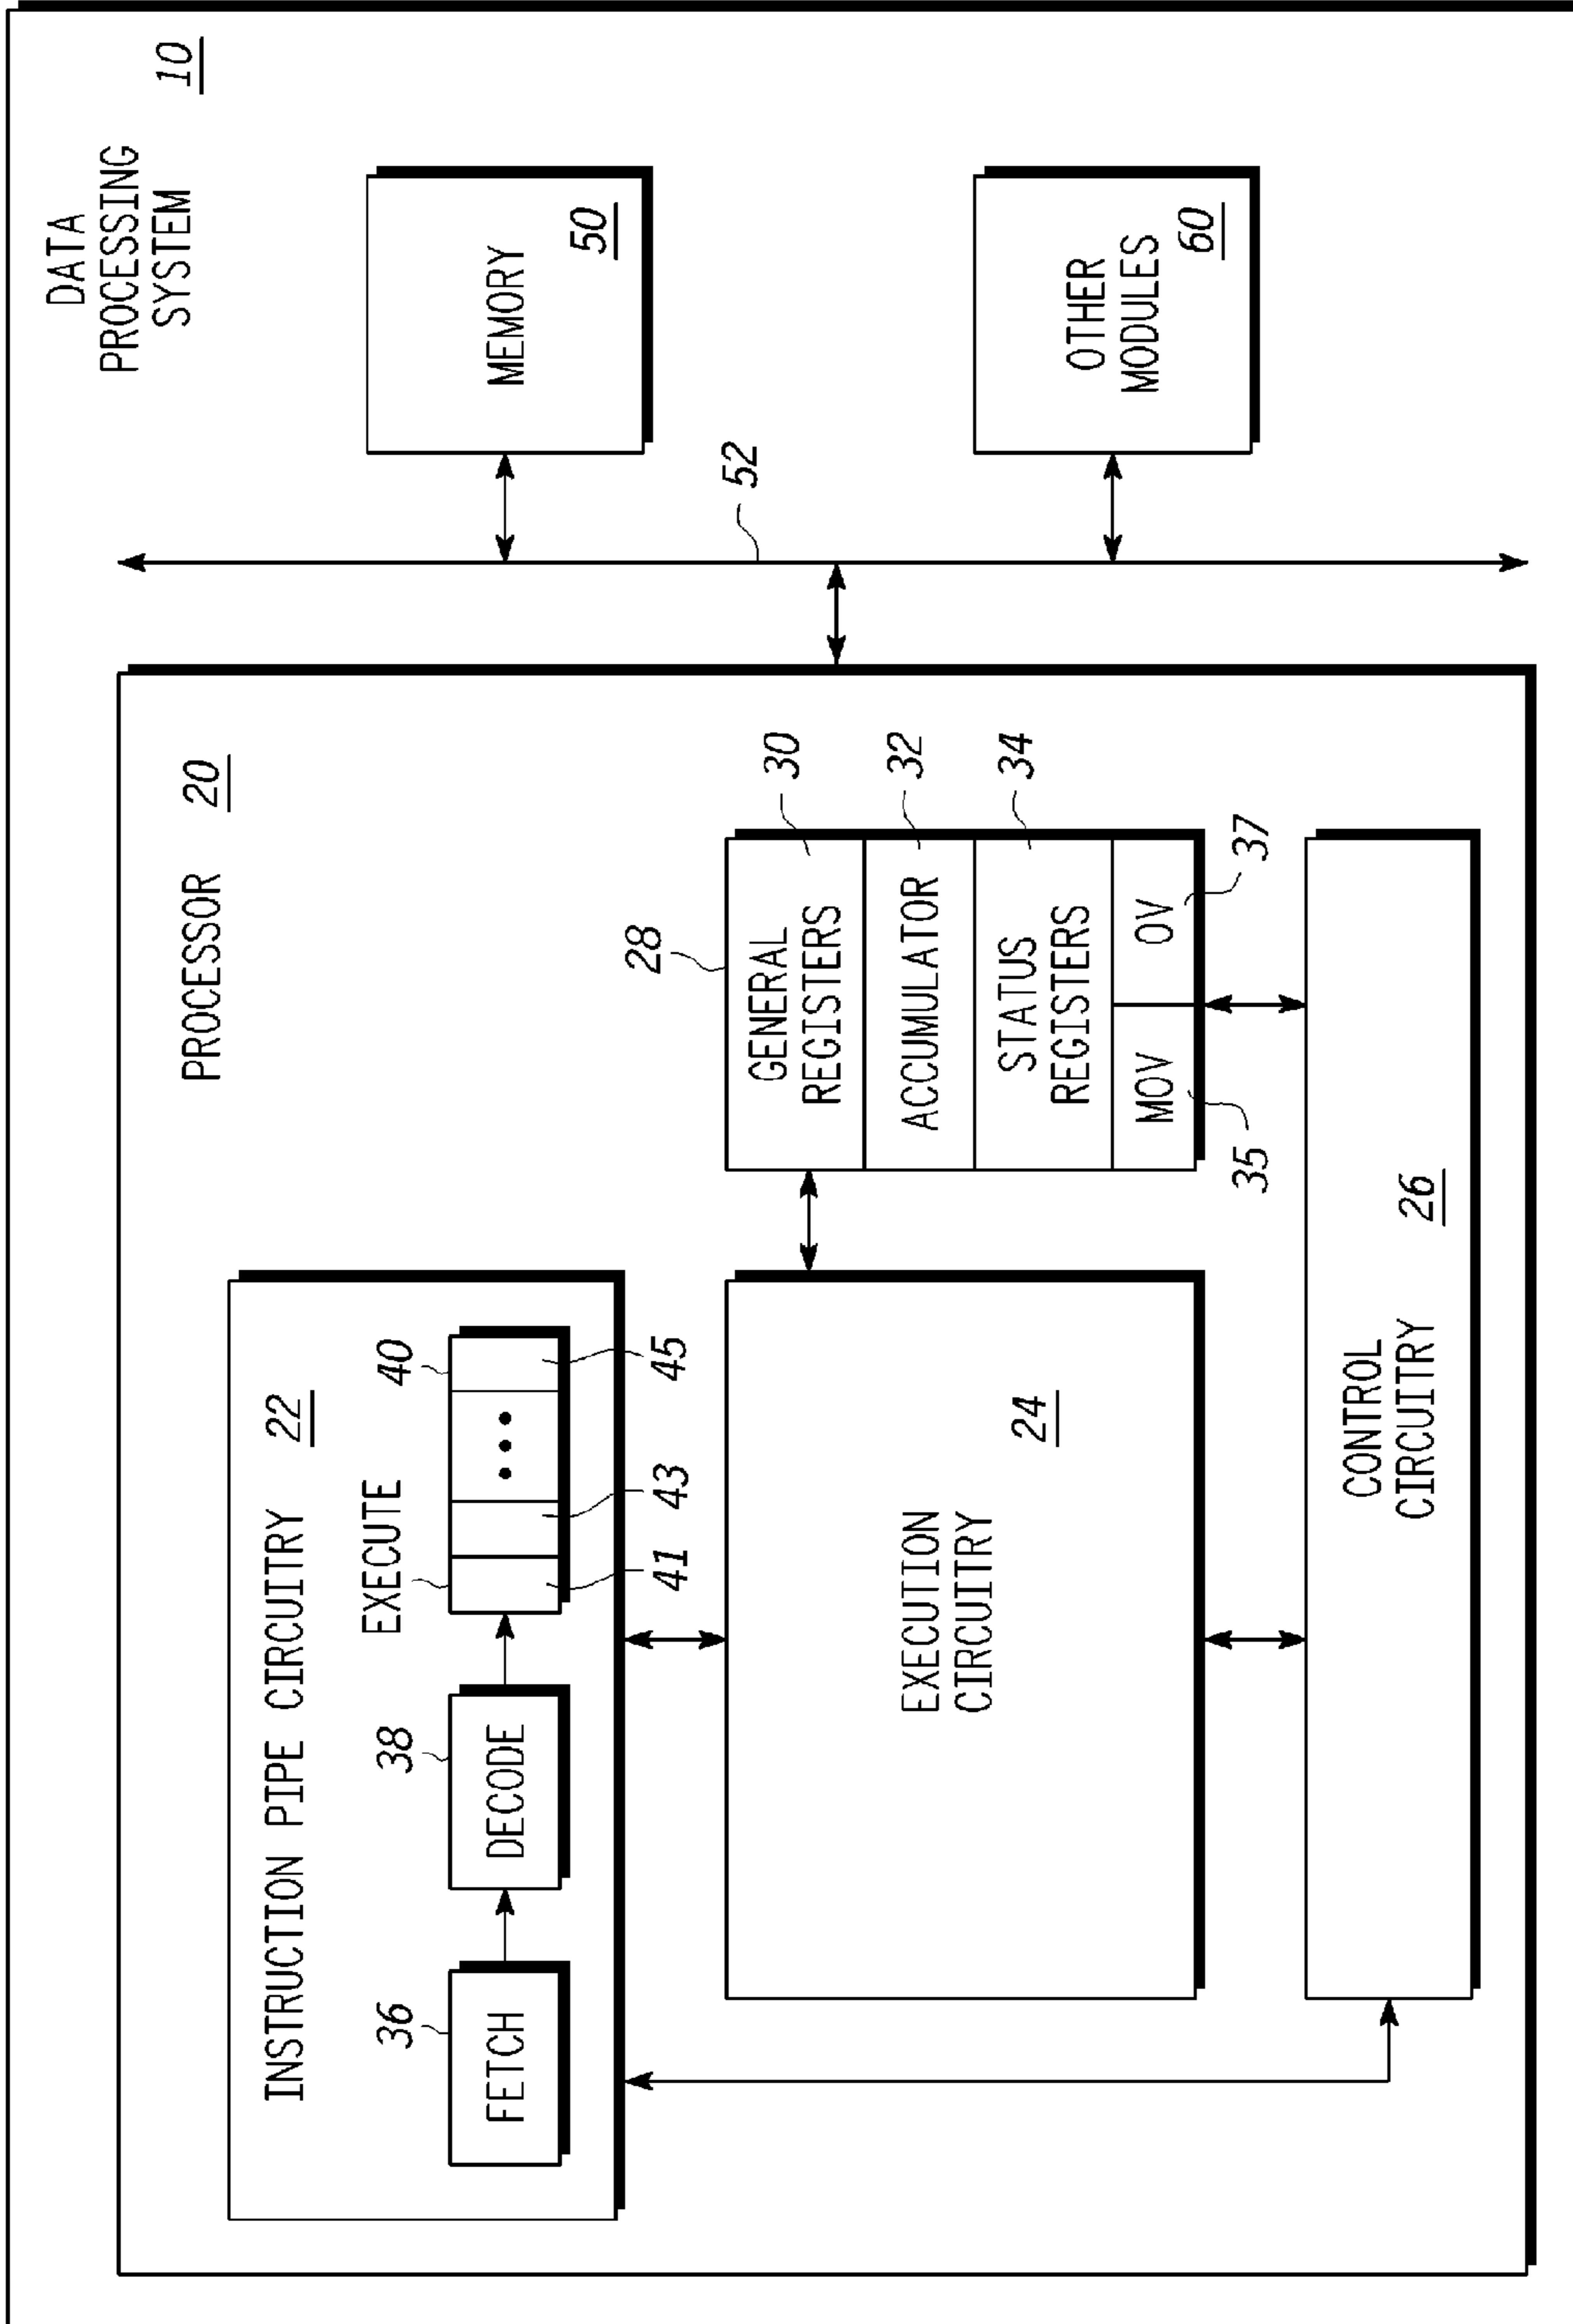 DATA
PROCESSING
SYSTEM
10
PROCESSOR 20
INSTRUCTION PIPE CIRCUITRY 22
EXECUTE
36
38
40
FETCH
DECODE
41
43
45
28
GENERAL
REGISTERS
30
ACCUMULATOR
32
STATUS
REGISTERS
34
MOV
OV
35
37
EXECUTION
CIRCUITRY
24
CONTROL
CIRCUITRY
26
MEMORY
50
52
OTHER
MODULES
60